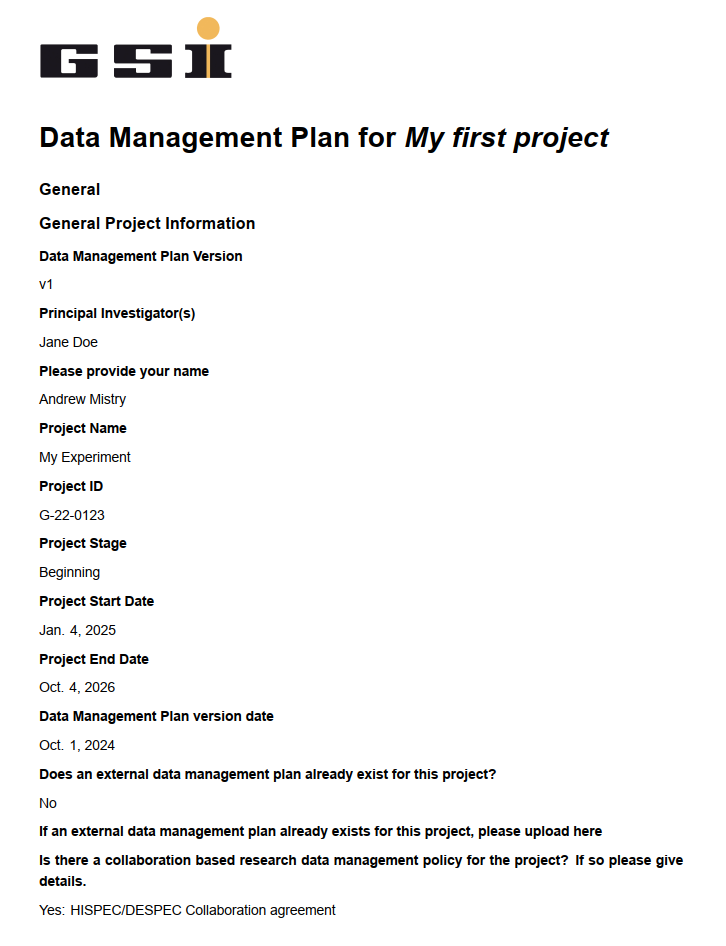 GSI
Data Management Plan for My first project
General
General Project Information
Data Management Plan Version
v1
Principal Investigator(s)
Jane Doe
Please provide your name
Andrew Mistry
Project Name
My Experiment
Project ID
G-22-0123
Project Stage
Beginning
Project Start Date
Jan. 4, 2025
Project End Date
Oct. 4, 2026
Data Management Plan version date
Oct. 1, 2024
Does an external data management plan already exist for this project?
No
If an external data management plan already exists for this project, please upload here
Is there a collaboration based research data management policy for the project? If so please give
details.
Yes: HISPEC/DESPEC Collaboration agreement